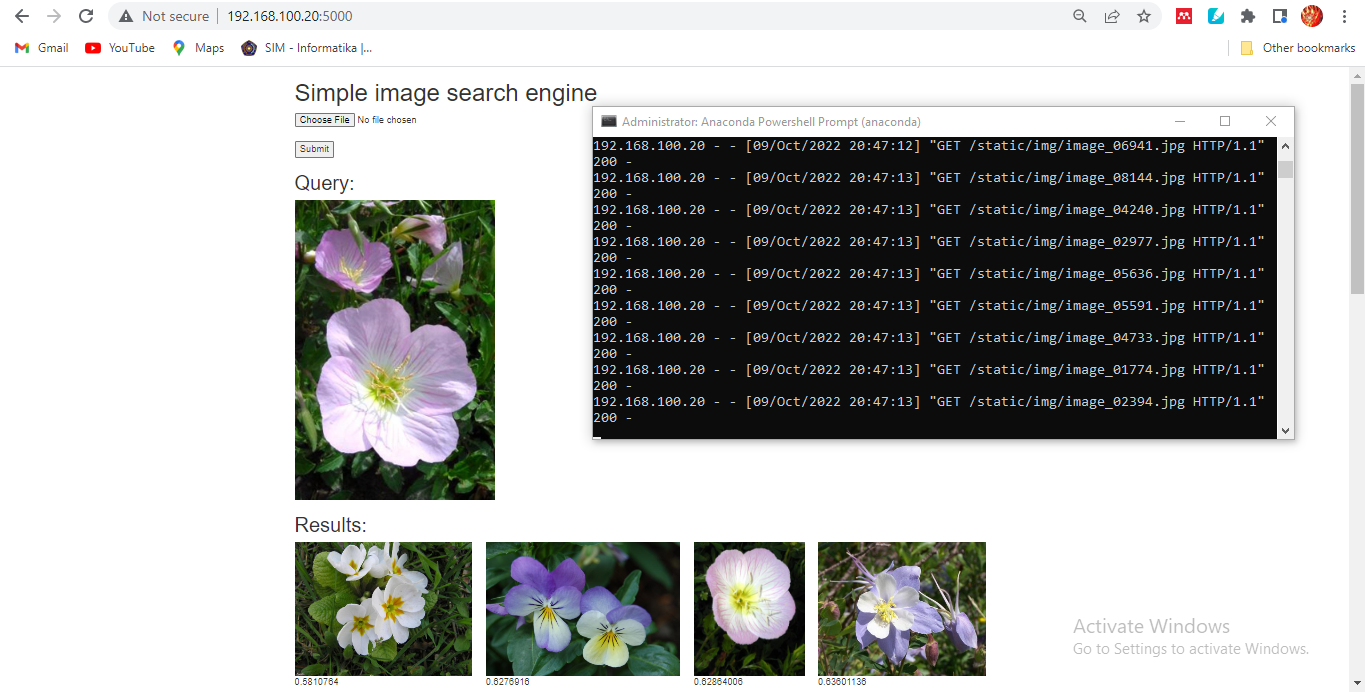 Not secure
192.168.100.20:5000
Gmail
YouTube
Maps
SIM - Informatika |...
Other bookmarks
Simple image search engine
Choose File No file chosen
Submit
Query:
Administrator: Anaconda Powershell Prompt (anaconda)
192.168.100.20 - - [09/Oct/2022 20:47:12] "GET /static/img/image_06941.jpg HTTP/1.1"
200 -
192.168.100.20 - - [09/Oct/2022 20:47:13] "GET /static/img/image_08144.jpg HTTP/1.1"
200 -
192.168.100.20 - - [09/Oct/2022 20:47:13] "GET /static/img/image_04240.jpg HTTP/1.1"
200 -
192.168.100.20 - - [09/Oct/2022 20:47:13] "GET /static/img/image_02977.jpg HTTP/1.1"
200 -
192.168.100.20 - - [09/Oct/2022 20:47:13] "GET /static/img/image_05636.jpg HTTP/1.1"
200 -
192.168.100.20 - - [09/Oct/2022 20:47:13] "GET /static/img/image_05591.jpg HTTP/1.1"
200 -
192.168.100.20 - - [09/Oct/2022 20:47:13] "GET /static/img/image_04733.jpg HTTP/1.1"
200 -
192.168.100.20 - - [09/Oct/2022 20:47:13] "GET /static/img/image_01774.jpg HTTP/1.1"
200 -
192.168.100.20 - - [09/Oct/2022 20:47:13] "GET /static/img/image_02394.jpg HTTP/1.1"
200 -
Results:
0.5810764
0.6276916
0.62864006
0.63601136
Activate Windows
Go to Settings to activate Windows.